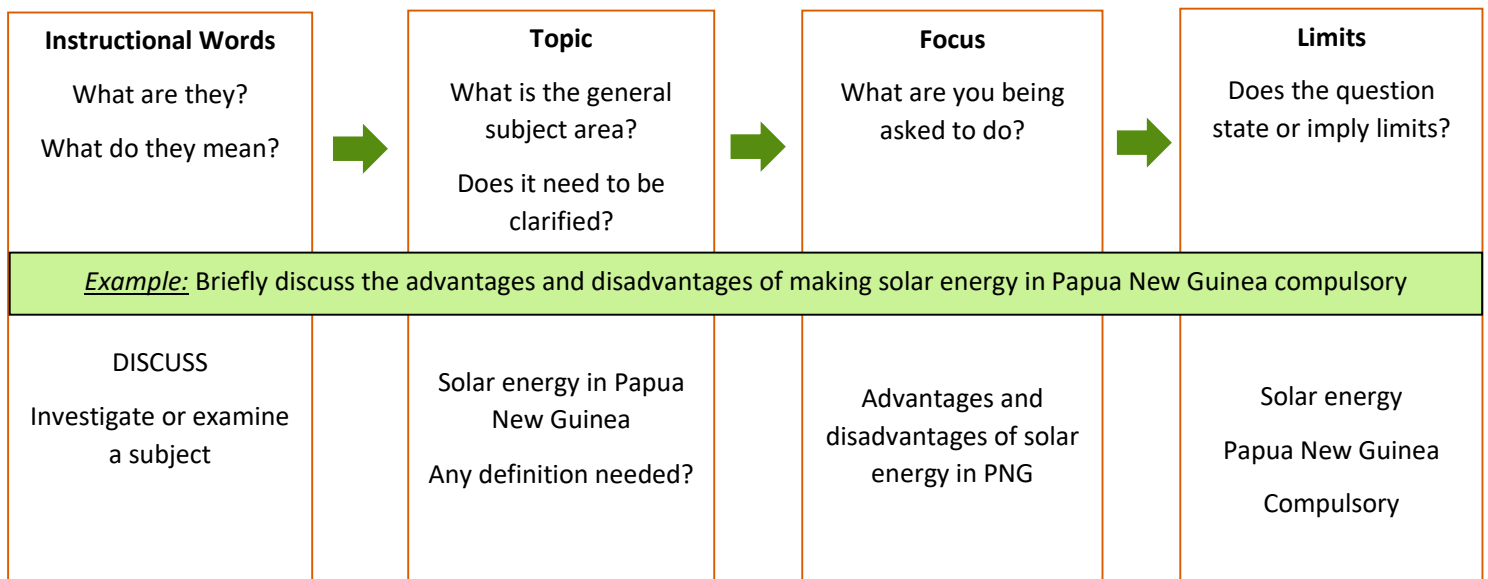 Instructional Words
What are they?
What do they mean?
Topic
What is the general
subject area?
Does it need to be
clarified?
Focus
What are you being
asked to do?
Limits
Does the question
state or imply limits?
Example: Briefly discuss the advantages and disadvantages of making solar energy in Papua New Guinea compulsory
DISCUSS
Investigate or examine
a subject
Solar energy in Papua
New Guinea
Any definition needed?
Advantages and
disadvantages of solar
energy in PNG
Solar energy
Papua New Guinea
Compulsory